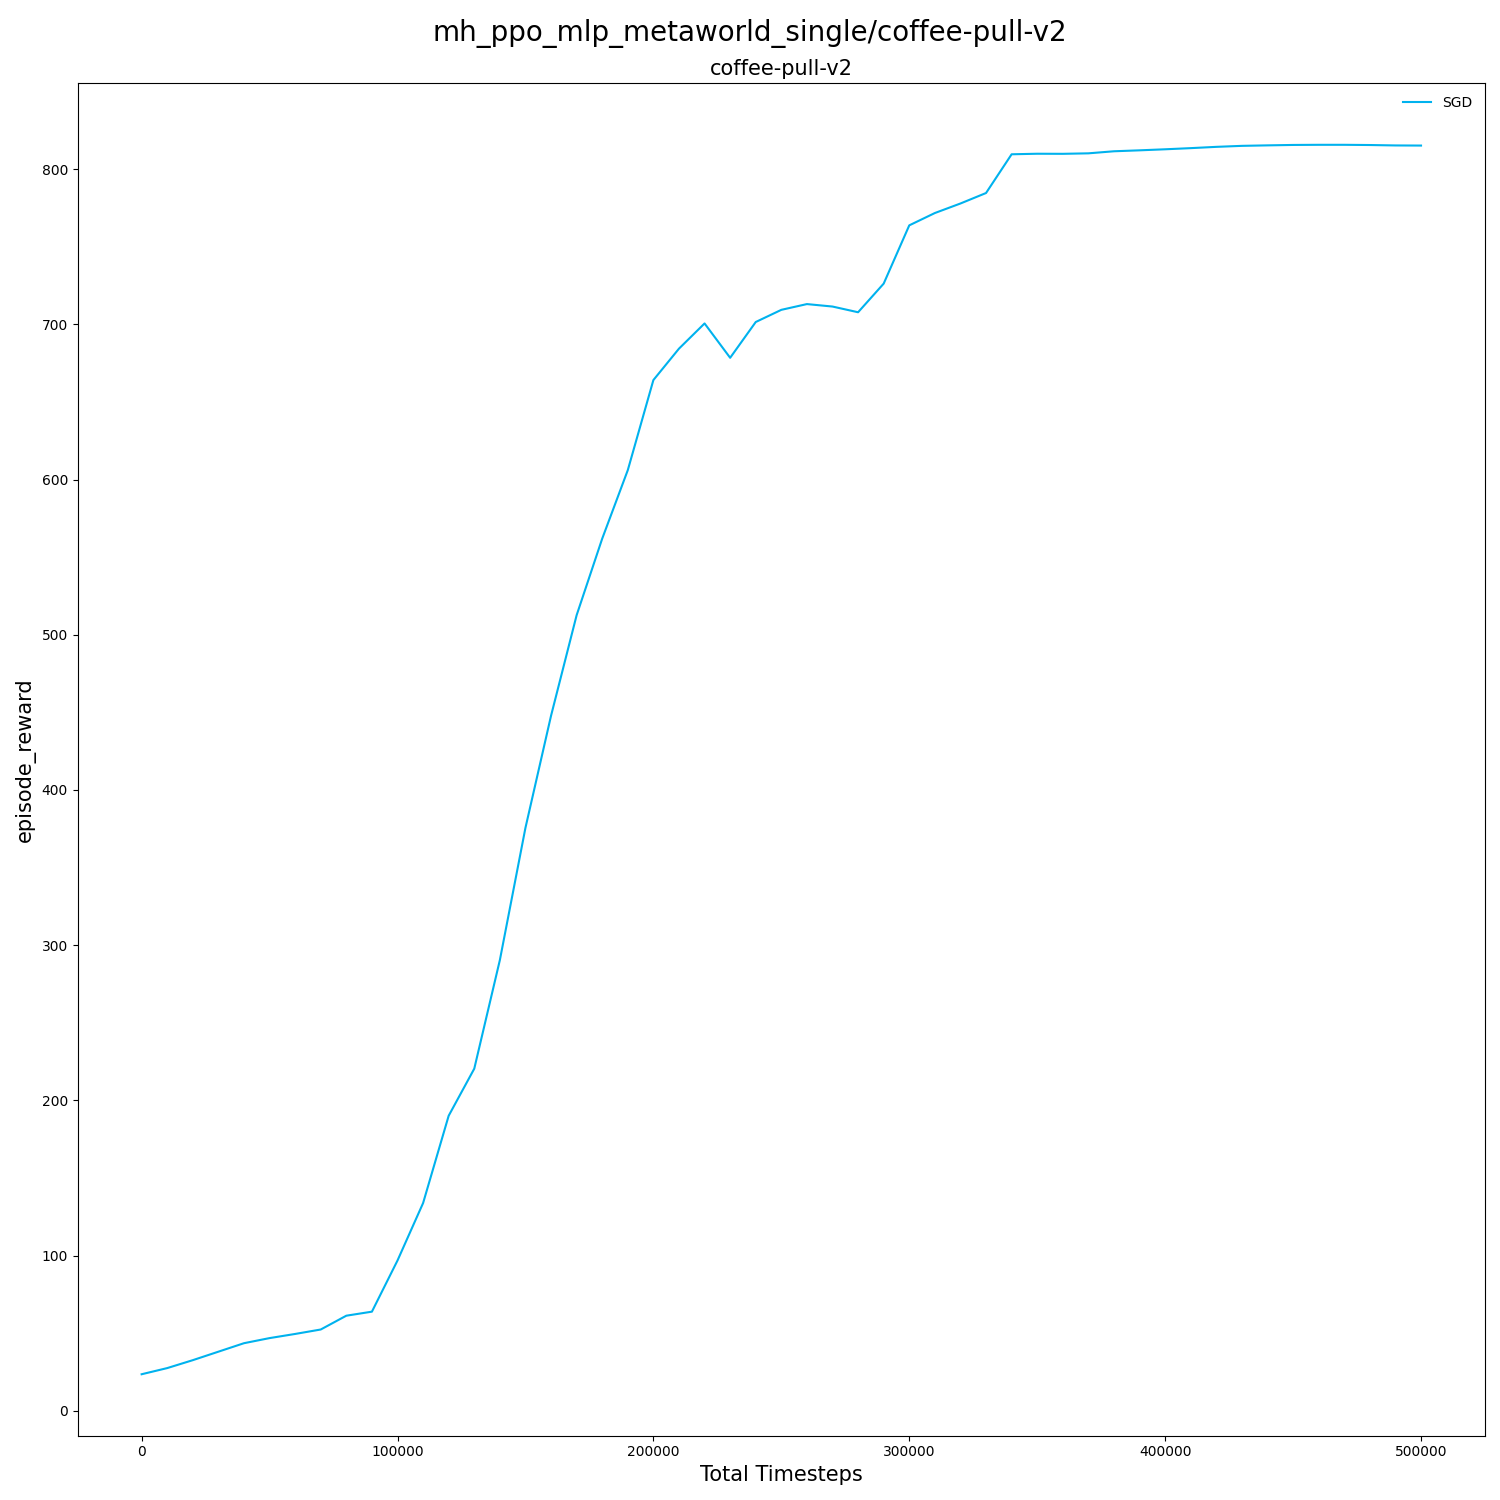 mh_ppo_mlp_metaworld_single/coffee-pull-v2
coffee-pull-v2
SGD
800
700
600
500
400
300
200
100
0
episode_reward
0 100000 200000 300000 400000 500000
Total Timesteps